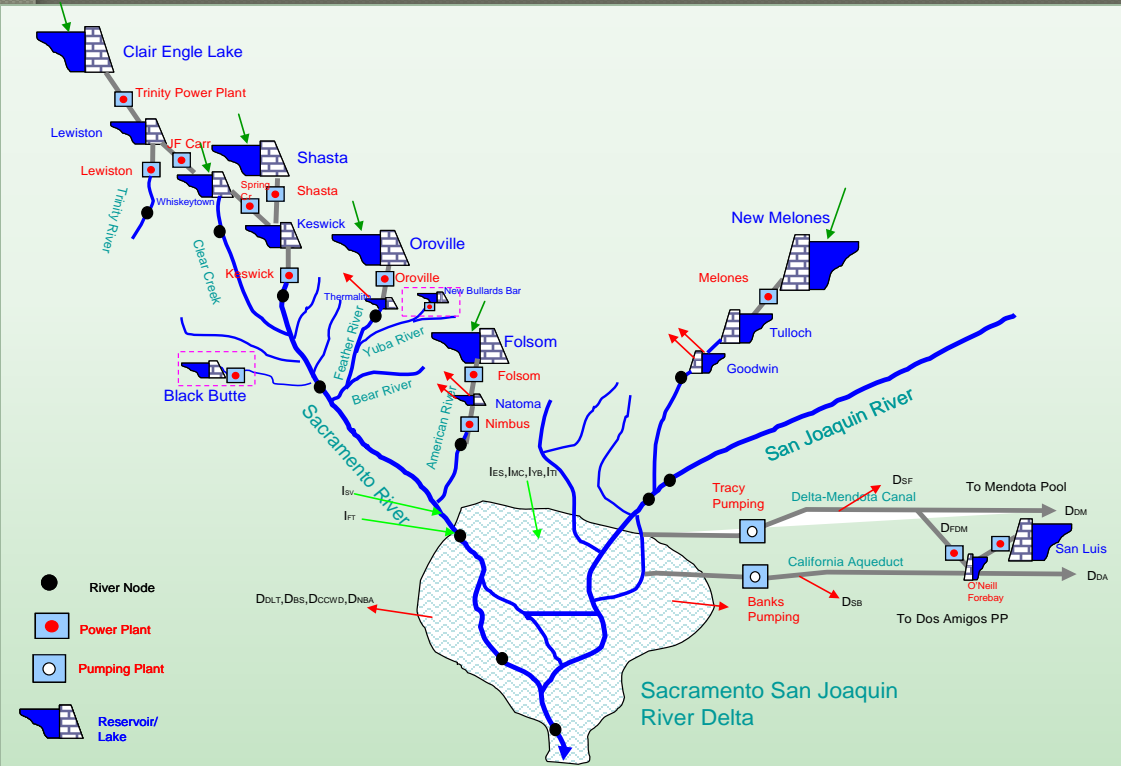 Clair Engle Lake
Trinity Power Plant
Lewiston
JF Carr
Lewiston
Trinity River
Whiskeytown
Spring
Cr
Clear Creek
Shasta
Shasta
Keswick
Keswick
Oroville
Oroville
Thermalito
New Bullards Bar
Feather River
Yuba River
Bear River
Black Butte
Folsom
Folsom
Natoma
Nimbus
American River
Sacramento River
New Melones
Melones
Tulloch
Goodwin
San Joaquin River
ISV
IFT
IES,IMC,IYB,ITI
Tracy
Pumping
Delta-Mendota Canal
DSF
To Mendota Pool
DDM
DFDM
San Luis
California Aqueduct
O'Neill
Forebay
DDA
Banks
Pumping
DSB
To Dos Amigos PP
DDLT,DBS,DCCWD,DNBA
River Node
Power Plant
Pumping Plant
Reservoir/
Lake
Sacramento San Joaquin
River Delta